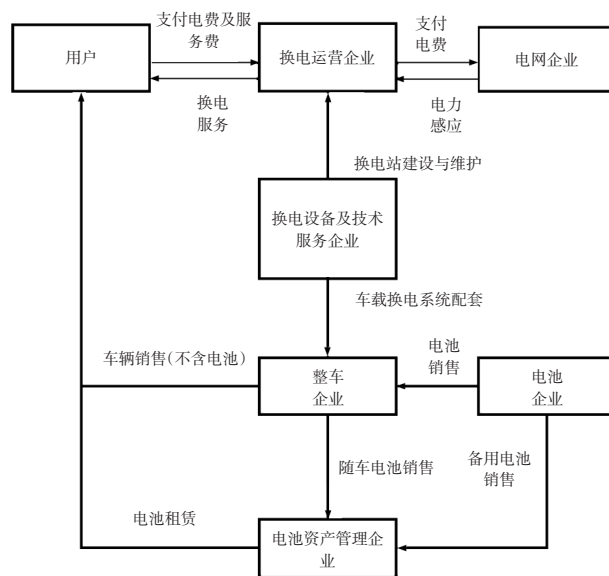 支付电费及服
务费
支付
电费
用户
换电运营企业
电网企业
换电
服务
电力
感应
换电站建设与维护
换电设备及技术
服务企业
车载换电系统配套
车辆销售(不含电池)
整车
企业
电池
销售
电池
企业
随车电池销售
备用电池
销售
电池租赁
电池资产管理企
业